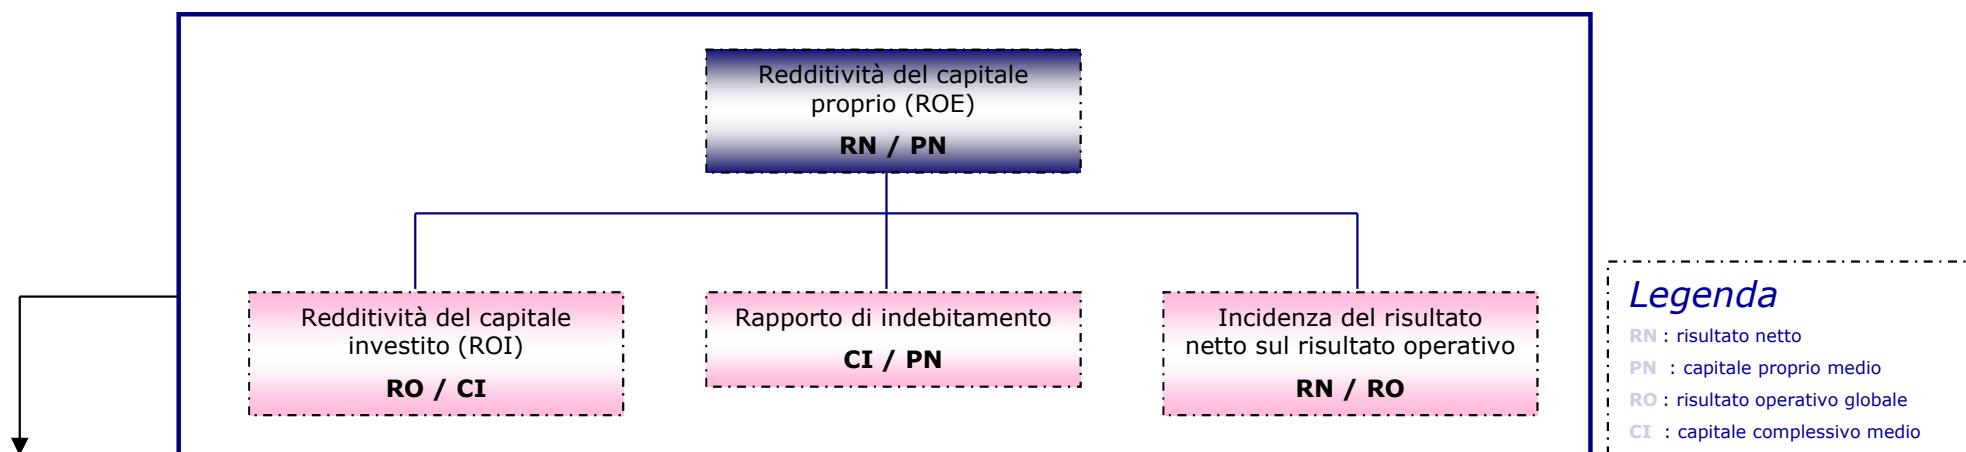 Redditività del capitale
proprio (ROE)
RN / PN
Redditività del capitale
investito (ROI)
RO / CI
Rapporto di indebitamento
CI / PN
Incidenza del risultato
netto sul risultato operativo
RN / RO
Legenda
RN : risultato netto
PN : capitale proprio medio
RO : risultato operativo globale
CI : capitale complessivo medio